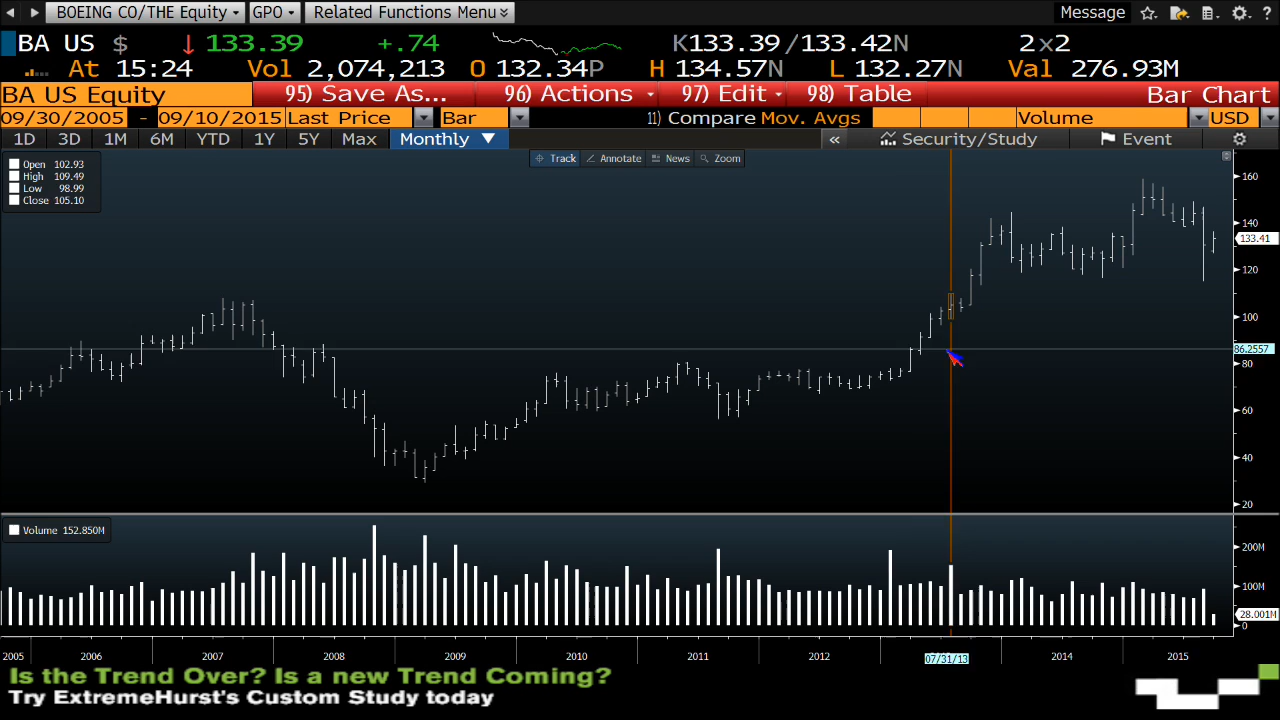 BOEING CO/THE Equity GPO Related Functions Menu Message ?
BA US $ ↓ 133.39 +.74 K133.39 /133.42N 2x2
At 15:24 Vol 2,074,213 O 132.34P H 134.57N L 132.27N Val 276.93M
BA US Equity 95) Save As... 96) Actions 97) Edit 98) Table Bar Chart
09/30/2005 - 09/10/2015 Last Price Bar 11) Compare Mov. Avgs Volume USD
1D 3D 1M 6M YTD 1Y 5Y Max Monthly ▼ « Security/Study Event
Track Annotate News Zoom
Open 102.93
High 109.49
Low 98.99
Close 105.10
160
140
133.41
120
100
86.2557
80
60
40
20
Volume 152.850M
200M
100M
28.001M
0
2005 2006 2007 2008 2009 2010 2011 2012 07/31/13 2014 2015
Is the Trend Over? Is a new Trend Coming?
Try ExtremeHurst's Custom Study today